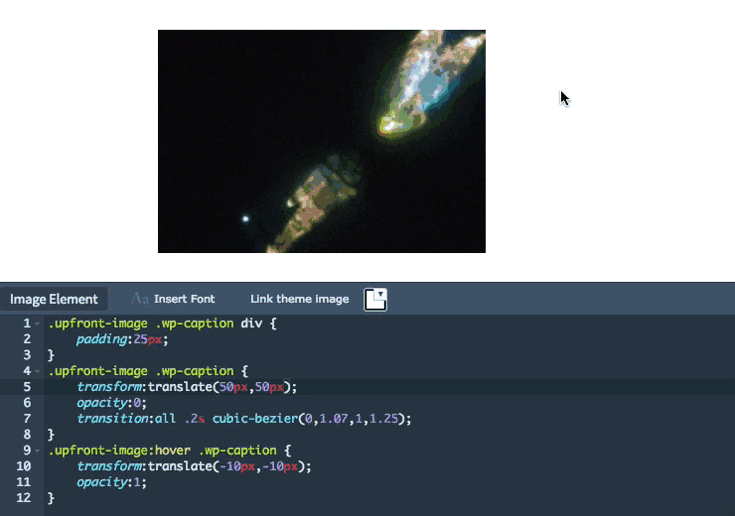 Image Element Aa Insert Font Link theme image
1 .upfront-image .wp-caption div {
2 padding:25px;
3 }
4 .upfront-image .wp-caption {
5 transform:translate(50px,50px);
6 opacity:0;
7 transition:all .2s cubic-bezier(0,1.07,1,1.25);
8 }
9 .upfront-image:hover .wp-caption {
10 transform:translate(-10px,-10px);
11 opacity:1;
12 }